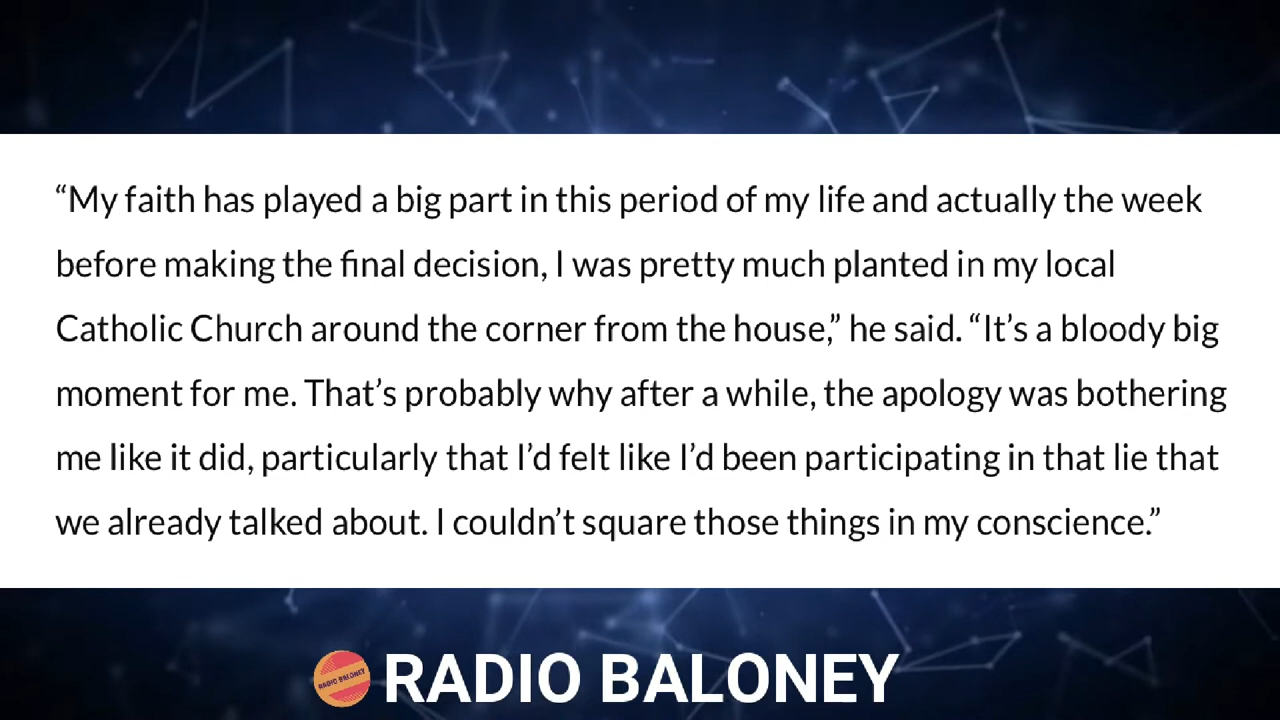 “My faith has played a big part in this period of my life and actually the week
before making the final decision, I was pretty much planted in my local
Catholic Church around the corner from the house,” he said. “It’s a bloody big
moment for me. That’s probably why after a while, the apology was bothering
me like it did, particularly that I’d felt like I’d been participating in that lie that
we already talked about. I couldn’t square those things in my conscience.”
RADIO BALONEY
RADIO BALONEY